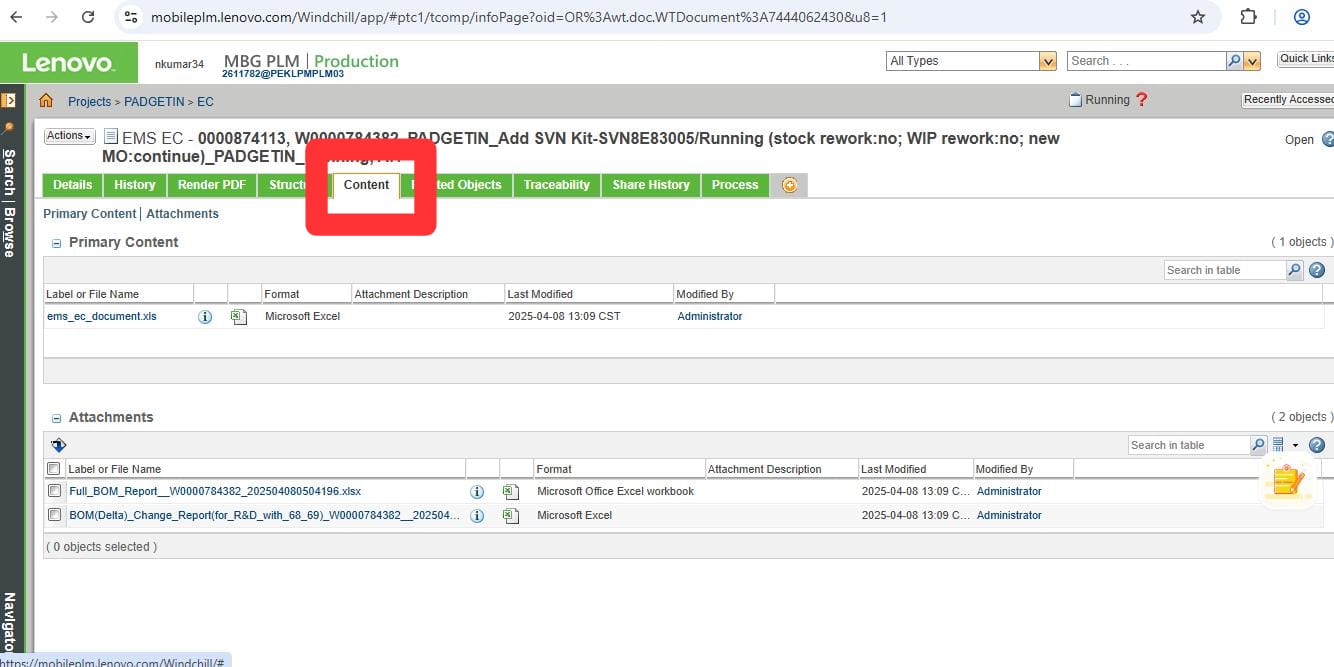 mobileplm.lenovo.com/Windchill/app/#ptc1/tcomp/infoPage?oid=OR%3Awt.doc.WTDocument%3A7444062430&u8=1
Lenovo
nkumar34
MBG PLM | Production
2611782@PEKLPMPLM03
All Types
Search . . .
Quick Links
Projects > PADGETIN > EC
Running ?
Recently Accessed
Actions
EMS EC - 0000874113, W0000784382, PADGETIN_Add SVN Kit-SVN8E83005/Running (stock rework:no; WIP rework:no; new
MO:continue)_PADGETIN_
Open
Details History Render PDF Struct Content ted Objects Traceability Share History Process
Primary Content | Attachments
Primary Content
( 1 objects )
Search in table
Label or File Name Format Attachment Description Last Modified Modified By
ems_ec_document.xls Microsoft Excel 2025-04-08 13:09 CST Administrator
Attachments
( 2 objects )
Search in table
Label or File Name Format Attachment Description Last Modified Modified By
Full_BOM_Report__W0000784382_202504080504196.xlsx Microsoft Office Excel workbook 2025-04-08 13:09 C... Administrator
BOM(Delta)_Change_Report(for_R&D_with_68_69)_W0000784382__202504... Microsoft Excel 2025-04-08 13:09 C... Administrator
( 0 objects selected )
Search | Browse
Navigato
https://mobileplm.lenovo.com/Windchill/#